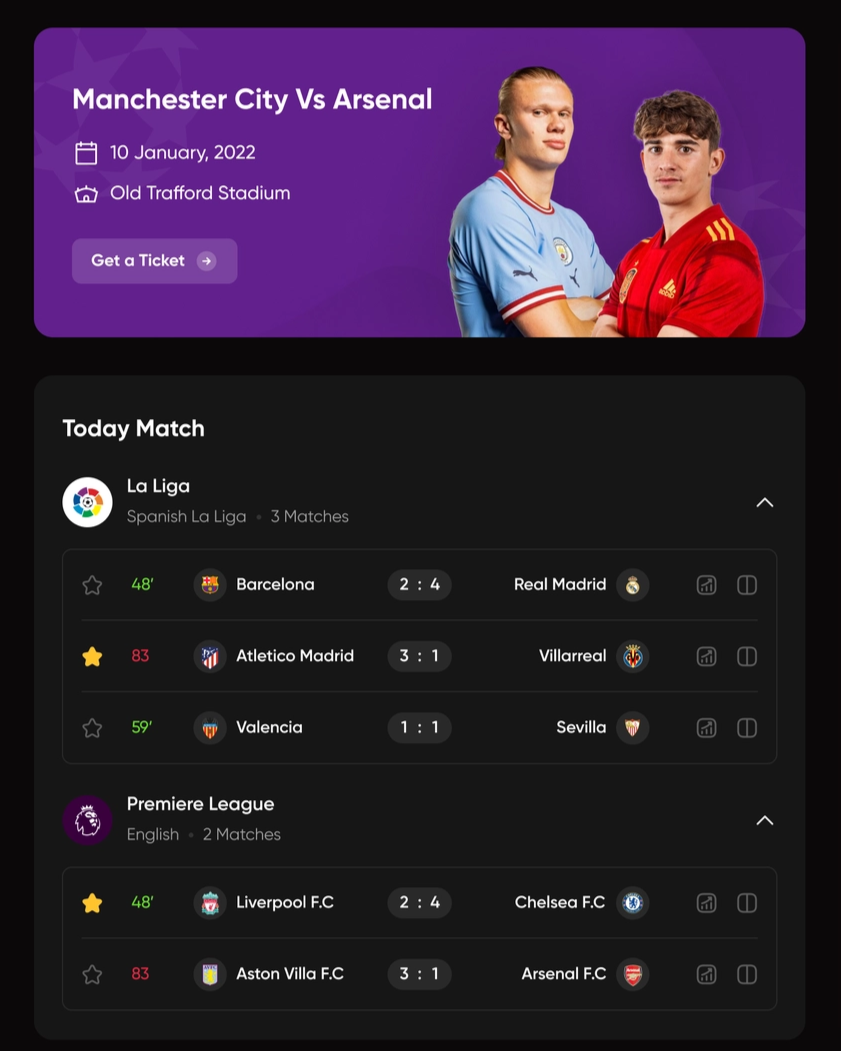 Manchester City Vs Arsenal
10 January, 2022
Old Trafford Stadium
Get a Ticket
adidas
Today Match
La Liga
Spanish La Liga • 3 Matches
48′ Barcelona 2 : 4 Real Madrid
83 Atletico Madrid 3 : 1 Villarreal
59′ Valencia 1 : 1 Sevilla
Premiere League
English • 2 Matches
48′ Liverpool F.C 2 : 4 Chelsea F.C
83 Aston Villa F.C 3 : 1 Arsenal F.C